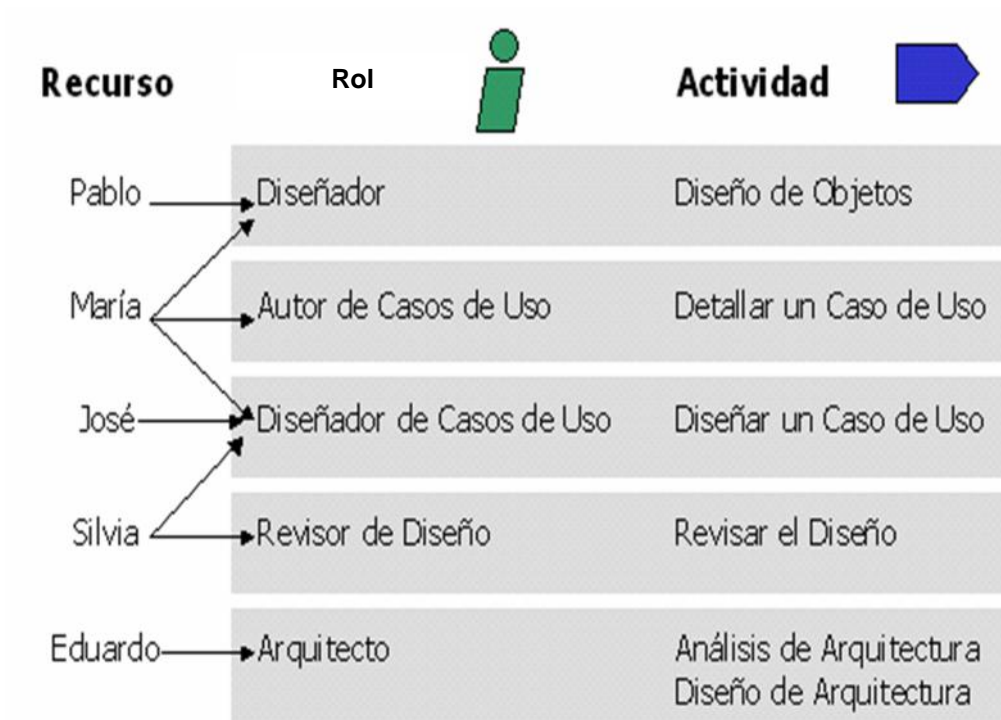 Recurso Rol Actividad
Pablo Diseñador Diseño de Objetos
María Autor de Casos de Uso Detallar un Caso de Uso
José Diseñador de Casos de Uso Diseñar un Caso de Uso
Silvia Revisor de Diseño Revisar el Diseño
Eduardo Arquitecto Análisis de Arquitectura
Diseño de Arquitectura